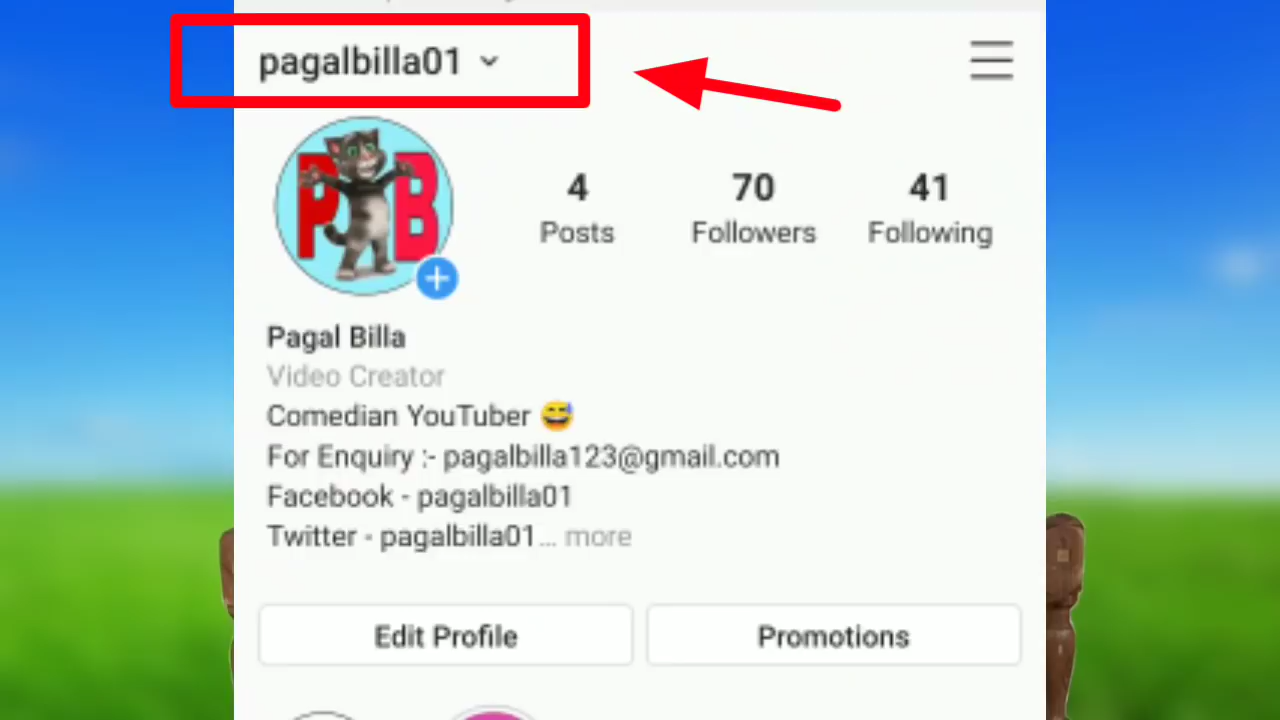 pagalbilla01
P B
4 70 41
Posts Followers Following
Pagal Billa
Video Creator
Comedian YouTuber 😅
For Enquiry :- pagalbilla123@gmail.com
Facebook - pagalbilla01
Twitter - pagalbilla01... more
Edit Profile Promotions